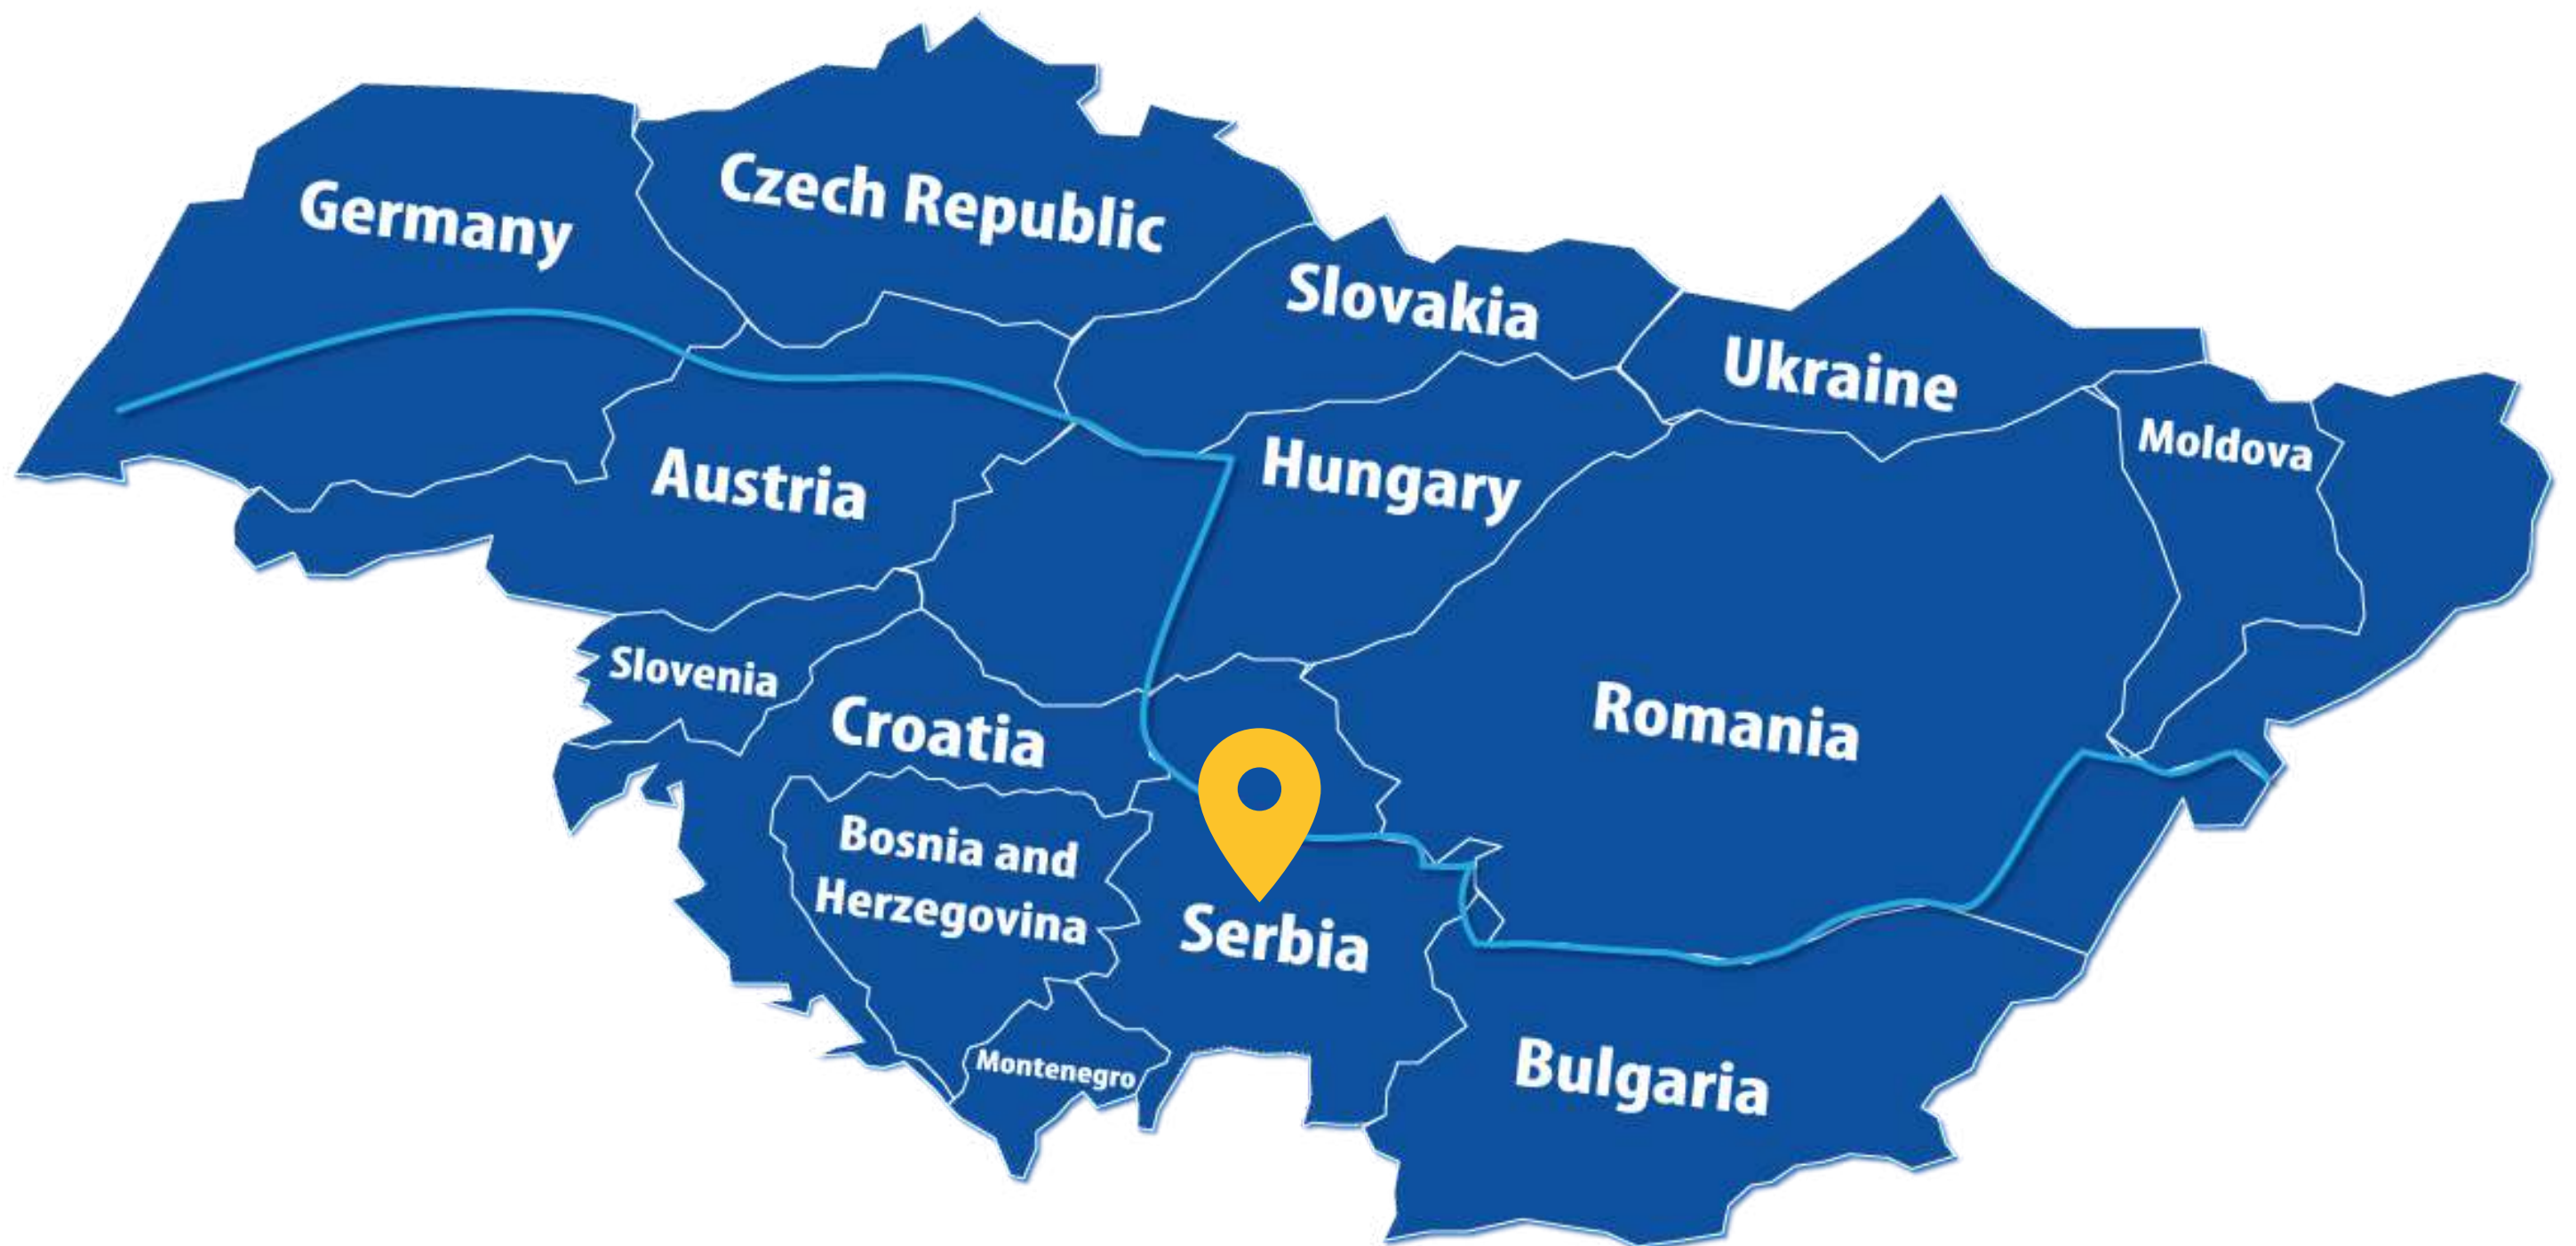 Germany
Czech Republic
Slovakia
Ukraine
Moldova
Austria
Hungary
Slovenia
Croatia
Romania
Bosnia and
Herzegovina
Serbia
Montenegro
Bulgaria